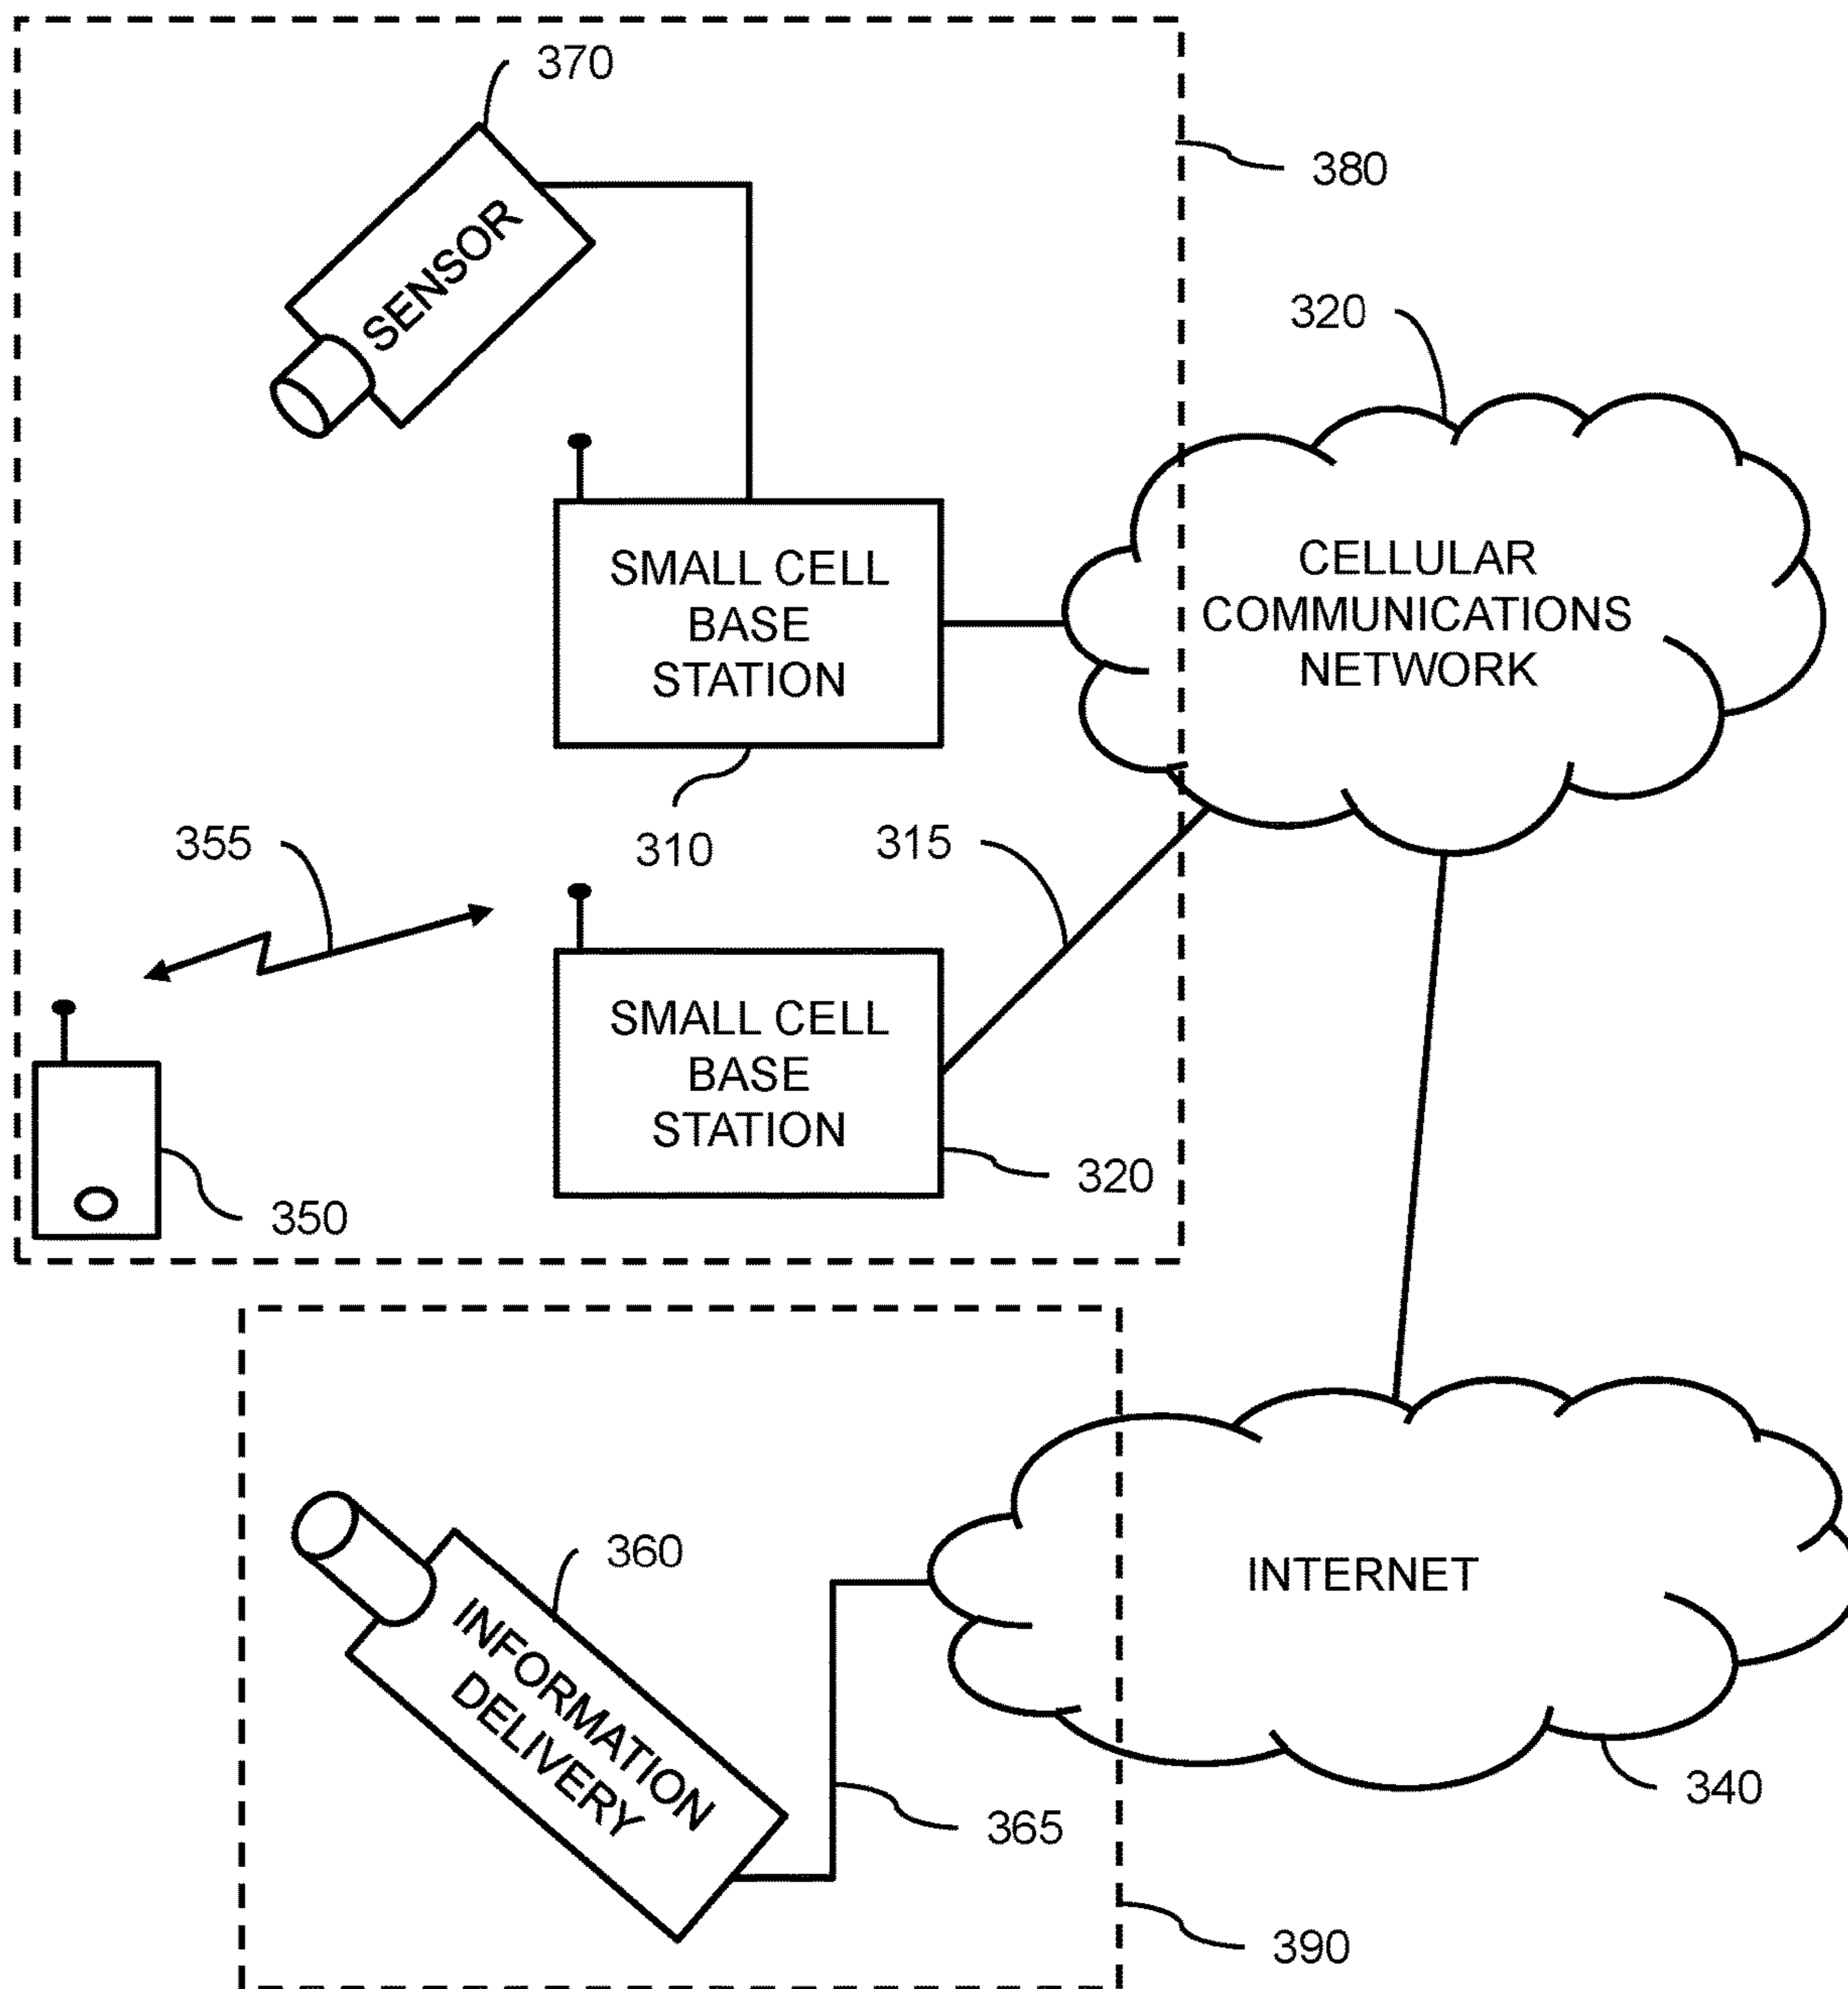 370
380
SENSOR
320
SMALL CELL
BASE
STATION
CELLULAR
COMMUNICATIONS
NETWORK
310
355
315
SMALL CELL
BASE
STATION
320
350
360
INFORMATION
DELIVERY
INTERNET
340
365
390